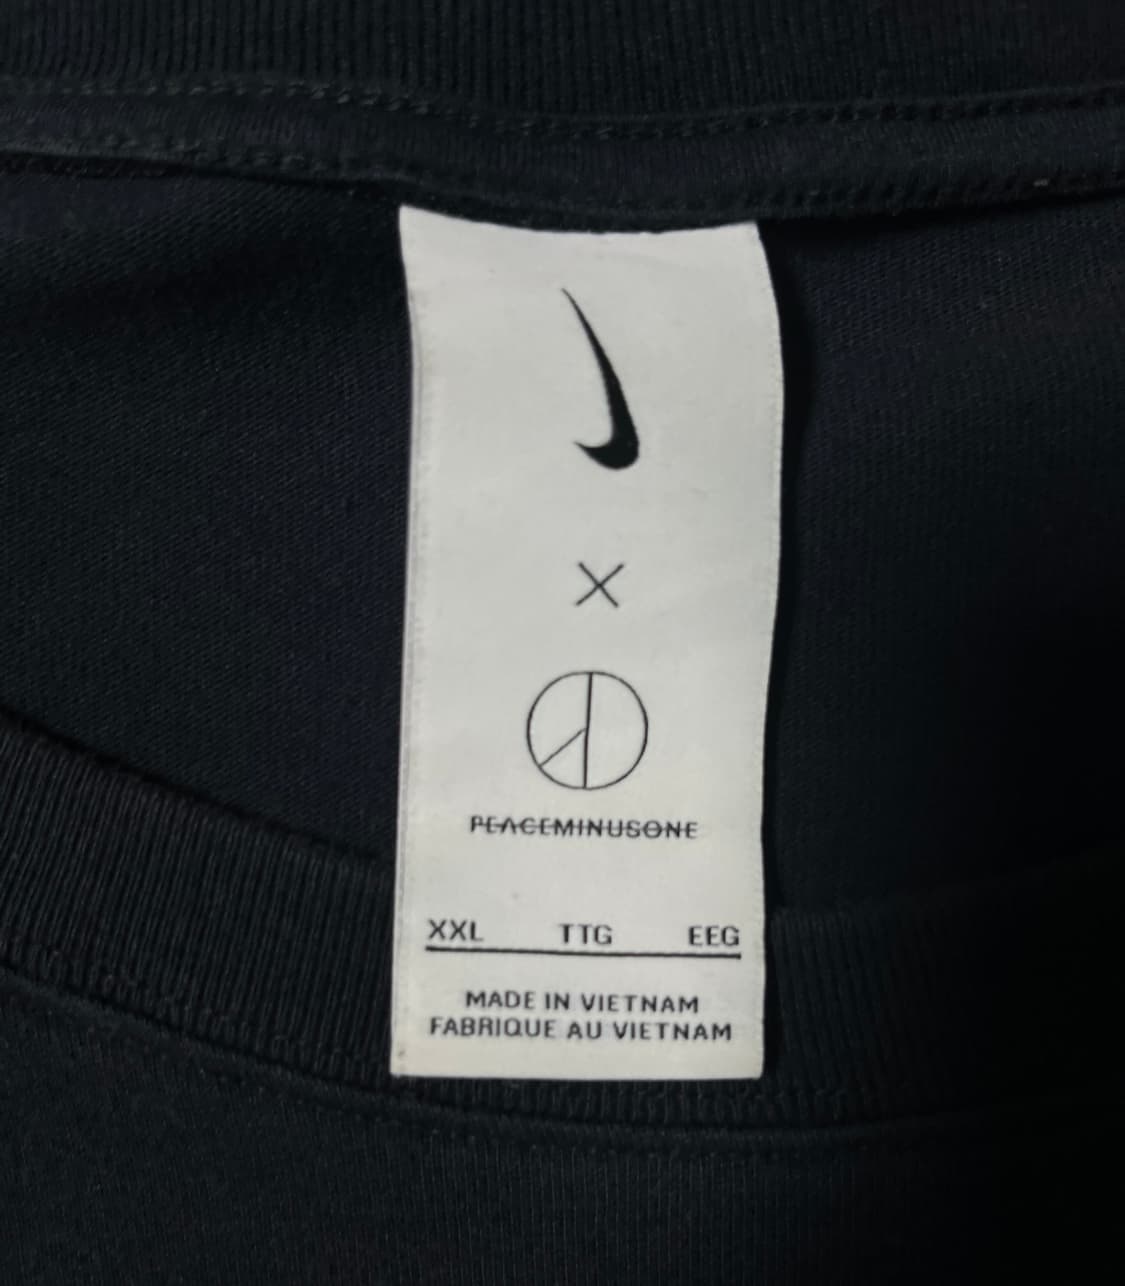 ×
PEACEMINUSONE
XXL TTG EEG
MADE IN VIETNAM
FABRIQUE AU VIETNAM